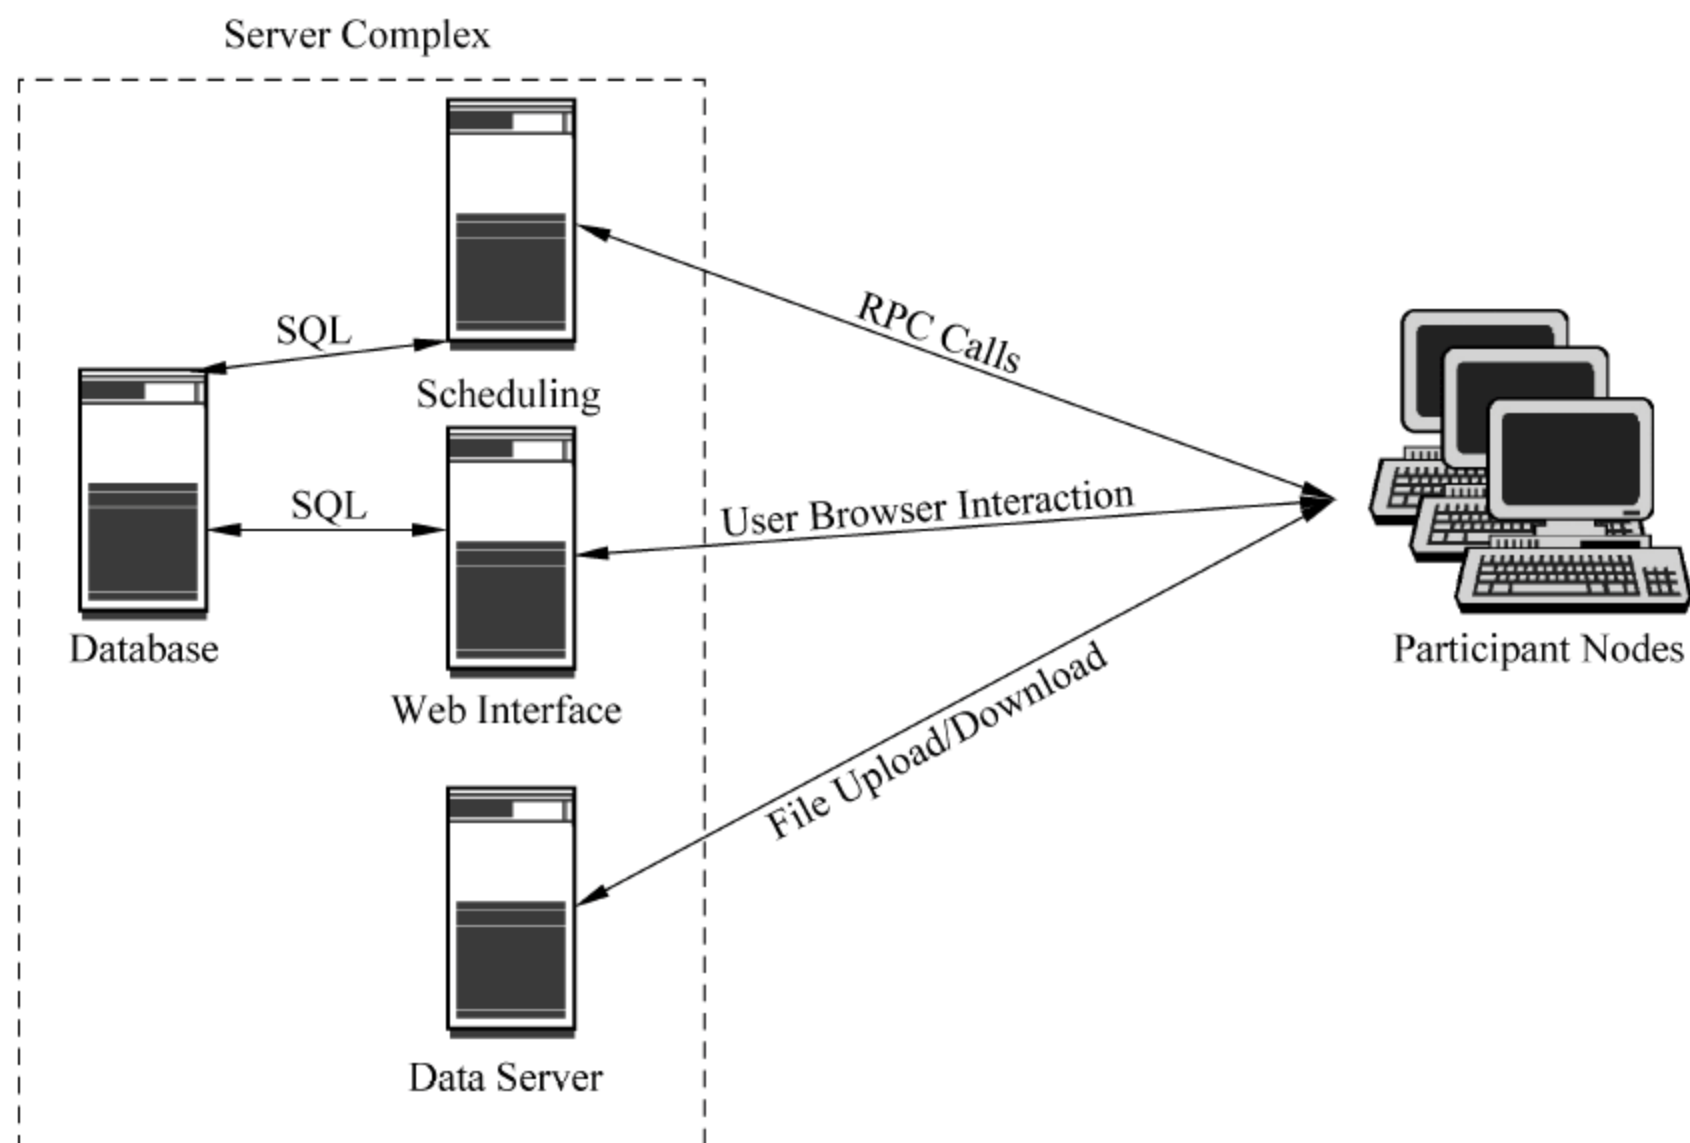 Server Complex
SQL
Scheduling
RPC Calls
SQL
User Browser Interaction
Database
Participant Nodes
Web Interface
File Upload/Download
Data Server